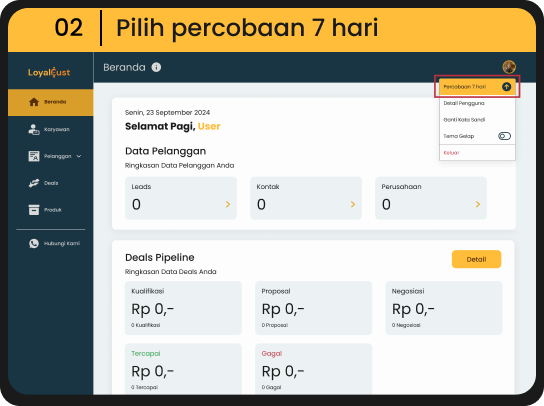 02 | Pilih percobaan 7 hari
LoyalCust
Beranda
Percobaan 7 hari
Detail Pengguna
Ganti Kata Sandi
Tema Gelap
Keluar
Beranda
Karyawan
Pelanggan
Deals
Produk
Hubungi Kami
Senin, 23 September 2024
Selamat Pagi, User
Data Pelanggan
Ringkasan Data Pelanggan Anda
Leads
0
Kontak
0
Perusahaan
0
Deals Pipeline
Ringkasan Data Deals Anda
Detail
Kualifikasi
Rp 0,-
0 Kualifikasi
Proposal
Rp 0,-
0 Proposal
Negosiasi
Rp 0,-
0 Negosiasi
Tercapai
Rp 0,-
0 Tercapai
Gagal
Rp 0,-
0 Gagal